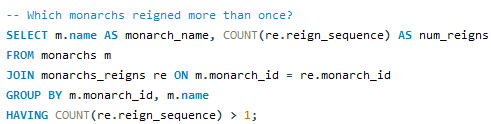 -- Which monarchs reigned more than once?
SELECT m.name AS monarch_name, COUNT(re.reign_sequence) AS num_reigns
FROM monarchs m
JOIN monarchs_reigns re ON m.monarch_id = re.monarch_id
GROUP BY m.monarch_id, m.name
HAVING COUNT(re.reign_sequence) > 1;